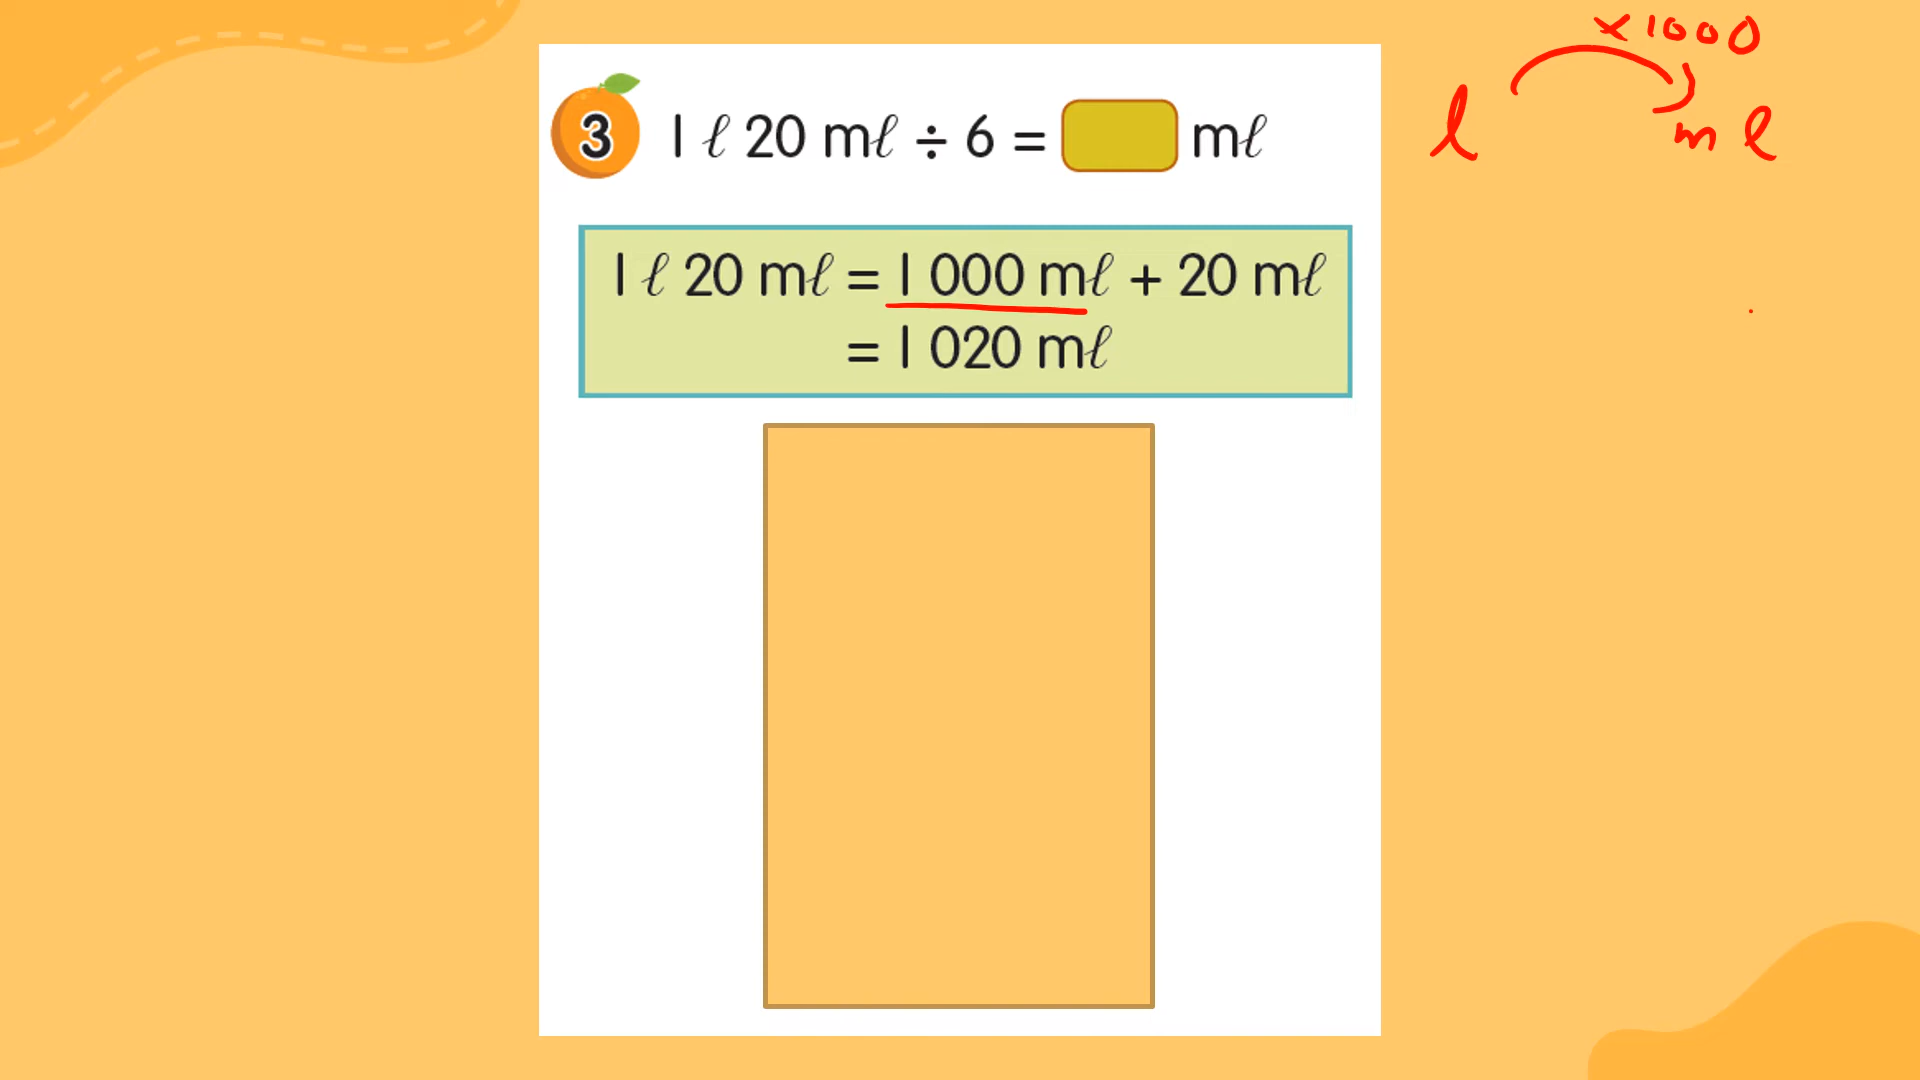 ×1000
ℓ mℓ
3 1 ℓ 20 mℓ ÷ 6 = mℓ
1 ℓ 20 mℓ = 1 000 mℓ + 20 mℓ
= 1 020 mℓ